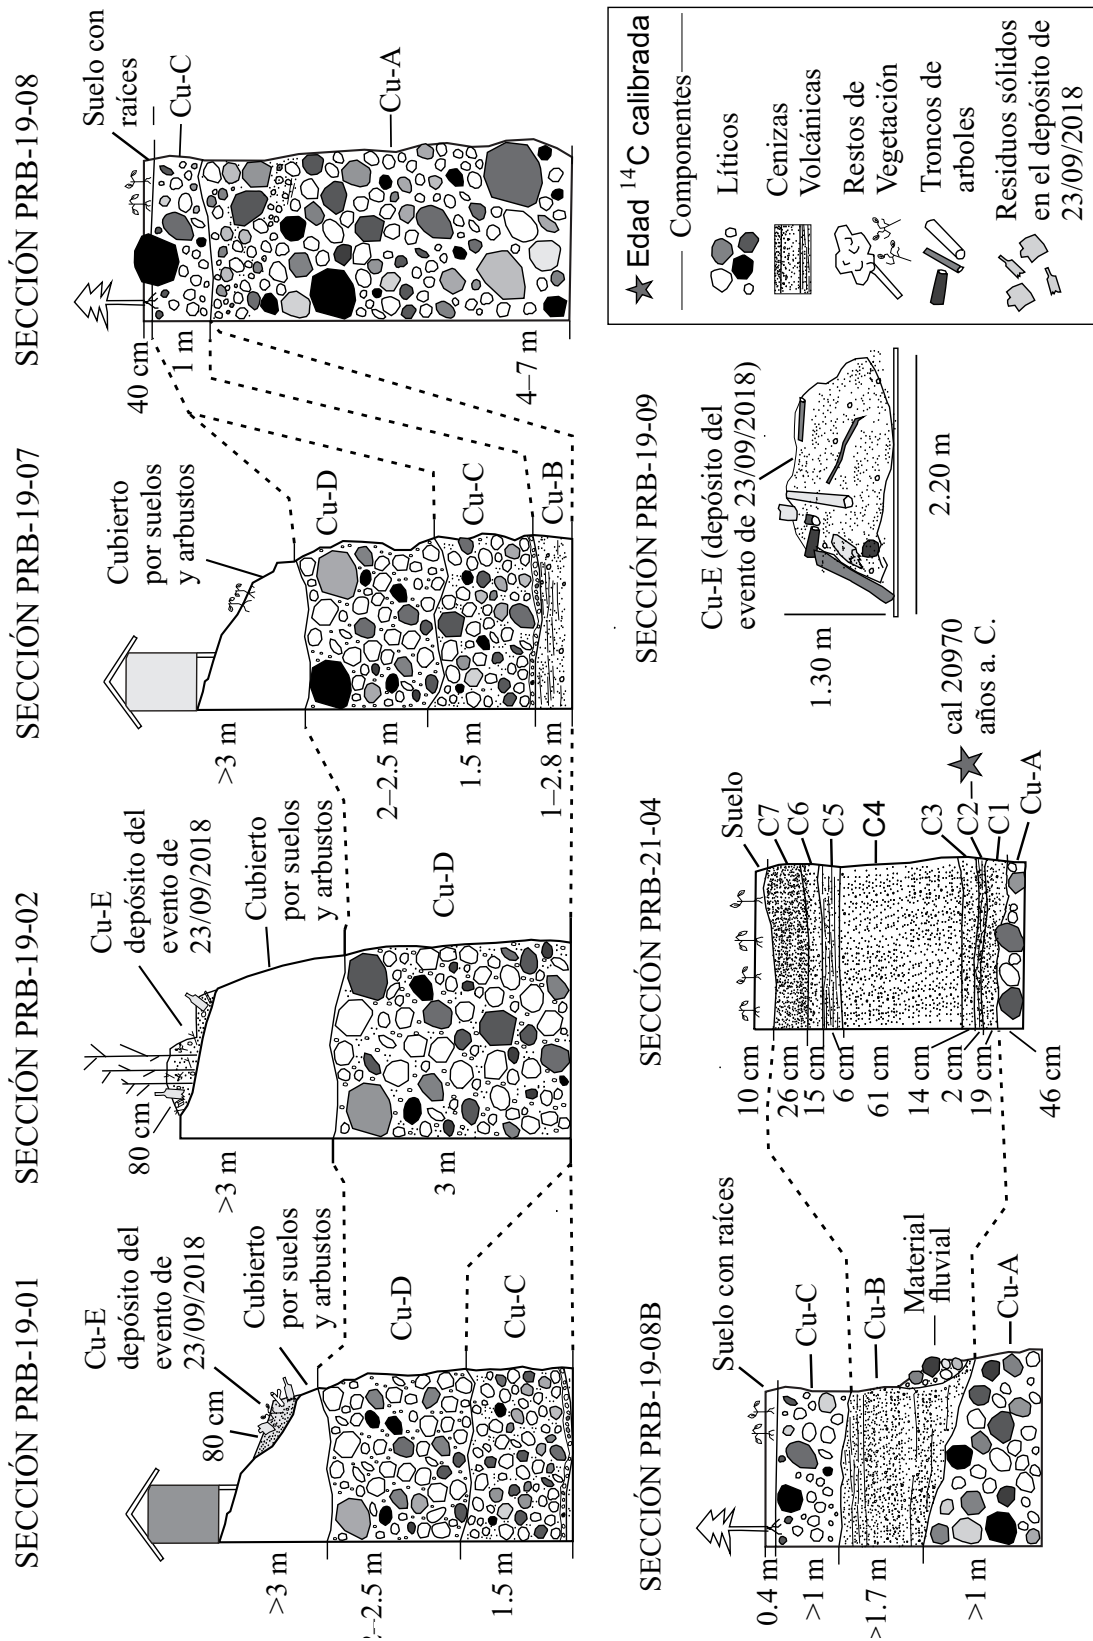 SECCIÓN PRB-19-01
Cu-E
depósito del
evento de
23/09/2018
80 cm
Cubierto
por suelos
y arbustos
>3 m
2–2.5 m
1.5 m
Cu-D
Cu-C
SECCIÓN PRB-19-02
Cu-E
depósito del
evento de
23/09/2018
80 cm
Cubierto
por suelos
y arbustos
>3 m
3 m
Cu-D
SECCIÓN PRB-19-07
Cubierto
por suelos
y arbustos
>3 m
2–2.5 m
1.5 m
1–2.8 m
Cu-D
Cu-C
Cu-B
SECCIÓN PRB-19-08
Suelo con
raíces
40 cm
1 m
4–7 m
Cu-C
Cu-A
SECCIÓN PRB-19-08B
Suelo con raíces
0.4 m
>1 m
>1.7 m
>1 m
Cu-C
Cu-B
Material
fluvial
Cu-A
SECCIÓN PRB-21-04
10 cm
26 cm
15 cm
6 cm
61 cm
14 cm
2 cm
19 cm
46 cm
Suelo
C7
C6
C5
C4
C3
C2
C1
Cu-A
cal 20970
años a. C.
SECCIÓN PRB-19-09
Cu-E (depósito del
evento de 23/09/2018)
1.30 m
2.20 m
Edad ¹⁴C calibrada
Componentes
Líticos
Cenizas
Volcánicas
Restos de
Vegetación
Troncos de
arboles
Residuos sólidos
en el depósito de
23/09/2018